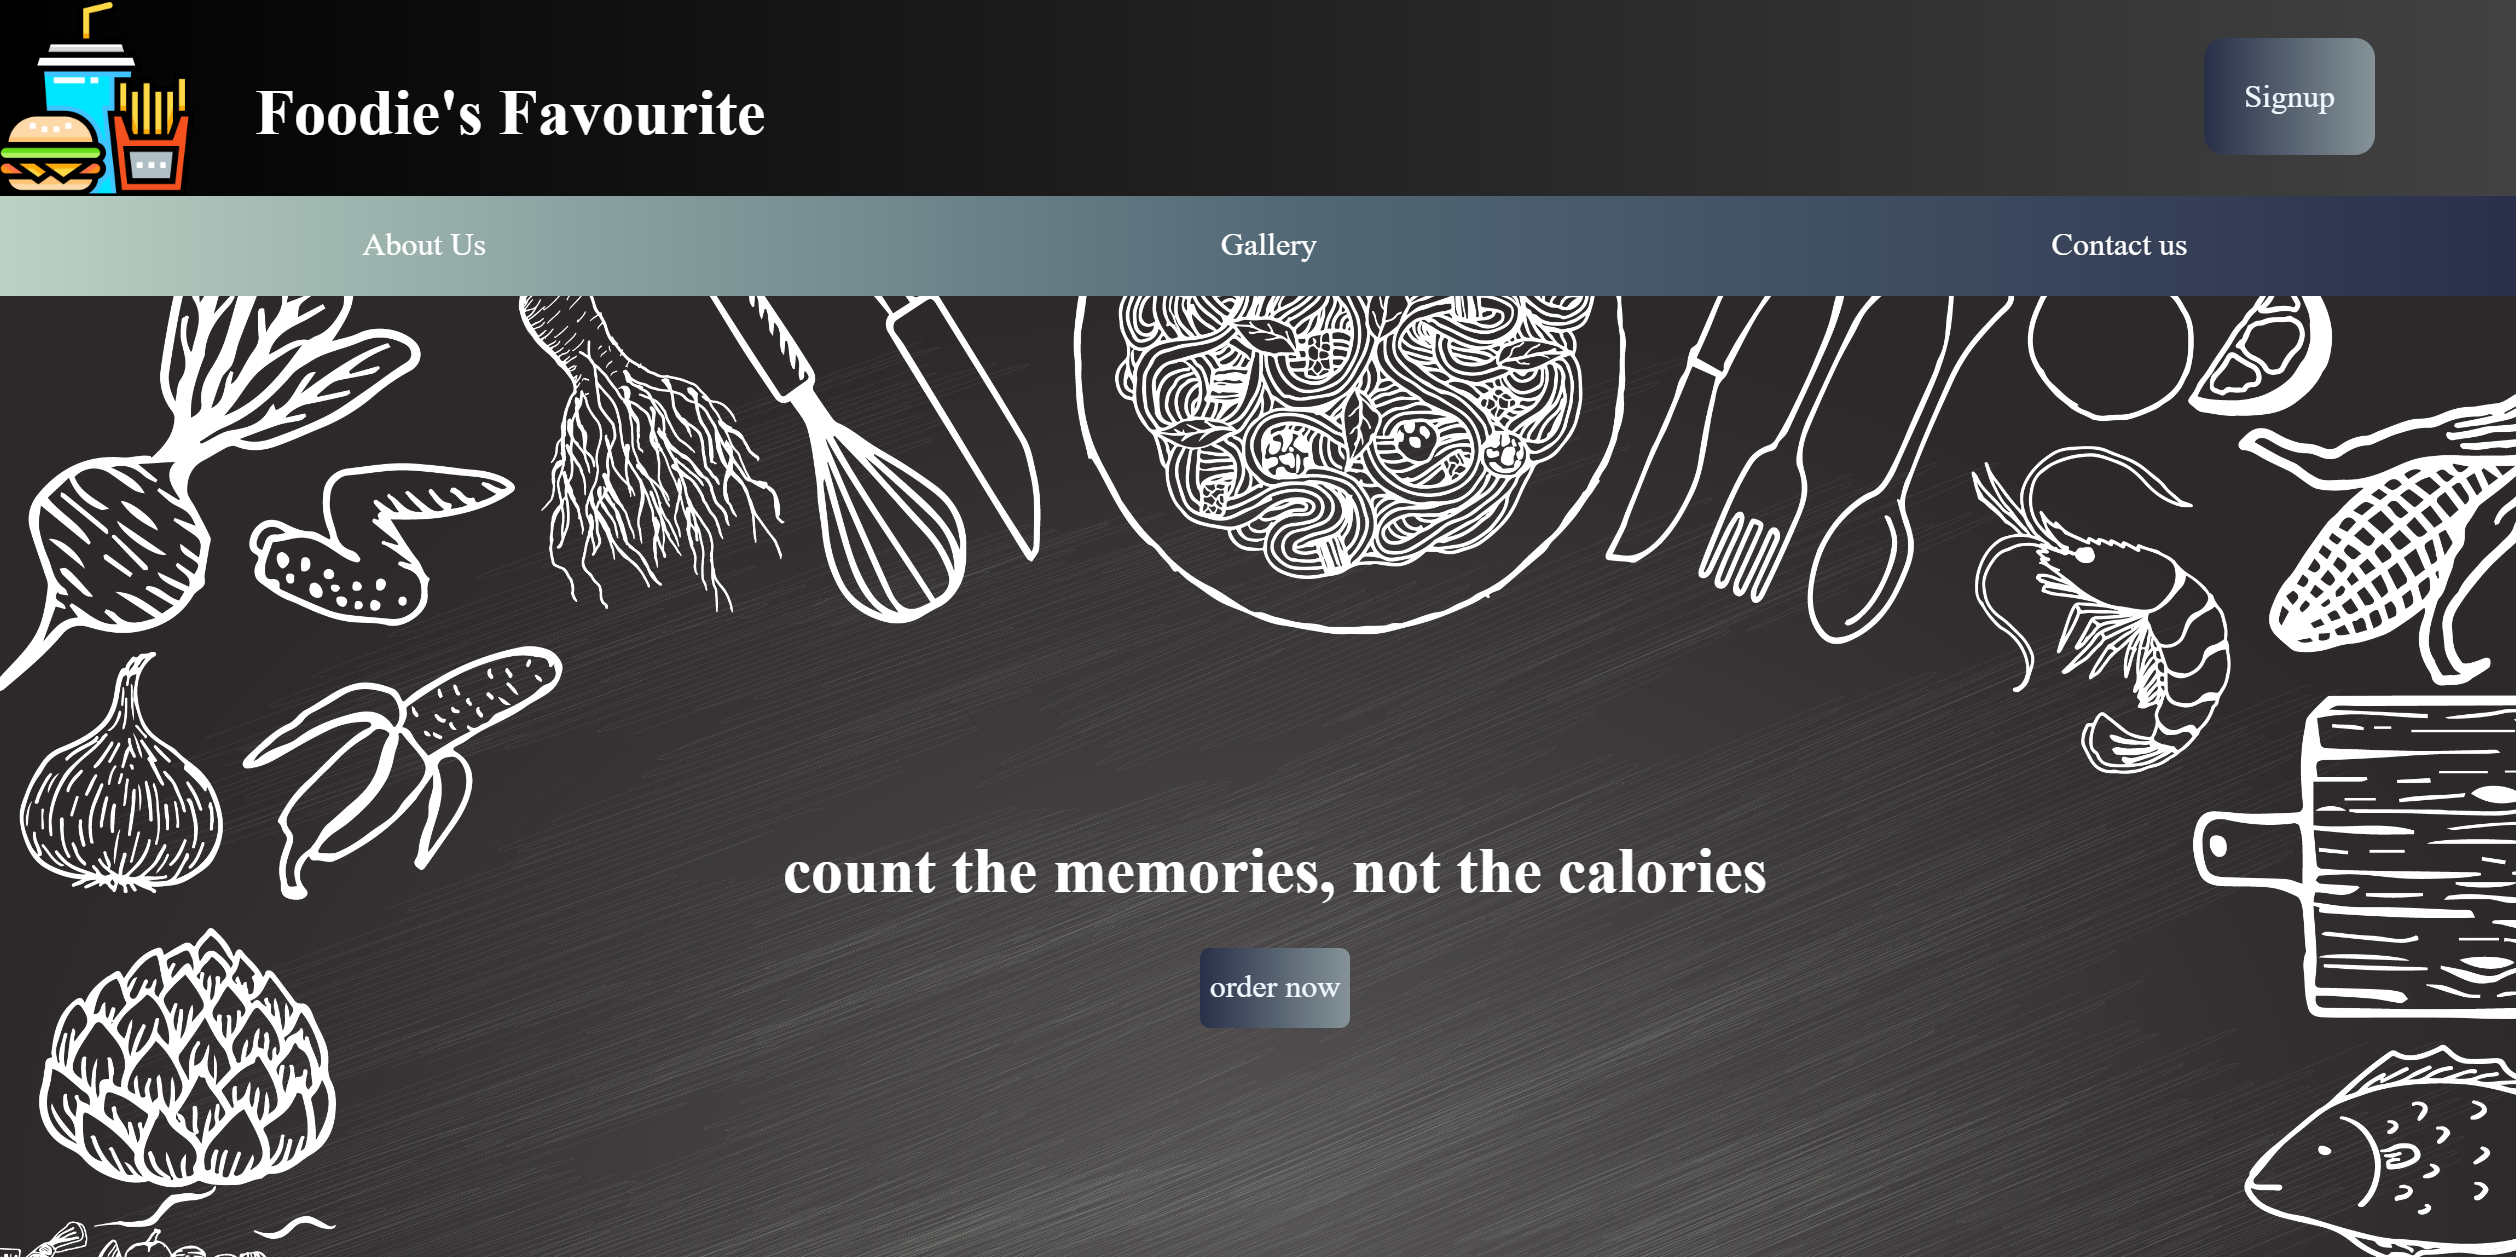 Foodie's Favourite
Signup
About Us
Gallery
Contact us
count the memories, not the calories
order now